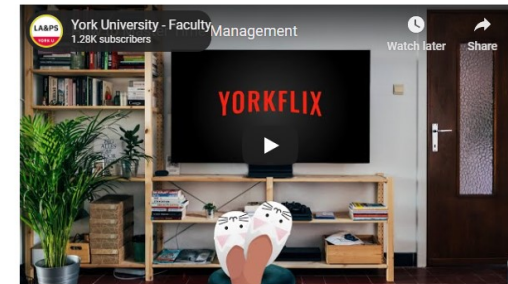 LA&PS
YORK U
York University - Faculty
Management
1.28K subscribers
Watch later
Share
YORKFLIX